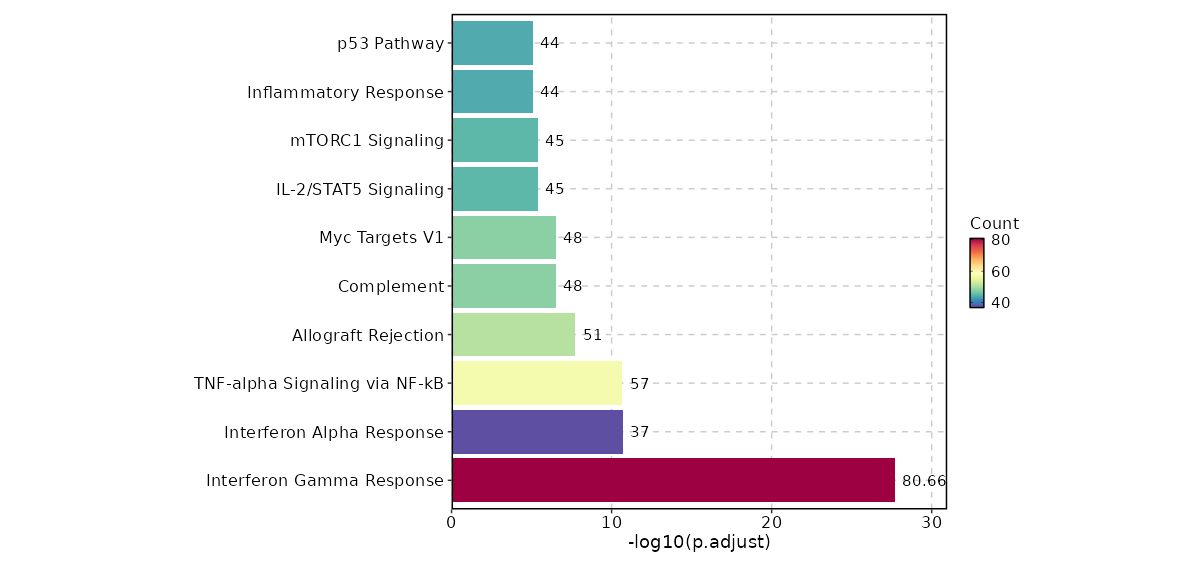 p53 Pathway 44
Inflammatory Response 44
mTORC1 Signaling 45
IL-2/STAT5 Signaling 45
Myc Targets V1 48
Complement 48
Allograft Rejection 51
TNF-alpha Signaling via NF-kB 57
Interferon Alpha Response 37
Interferon Gamma Response 80.66
0 10 20 30
-log10(p.adjust)
Count
80
60
40